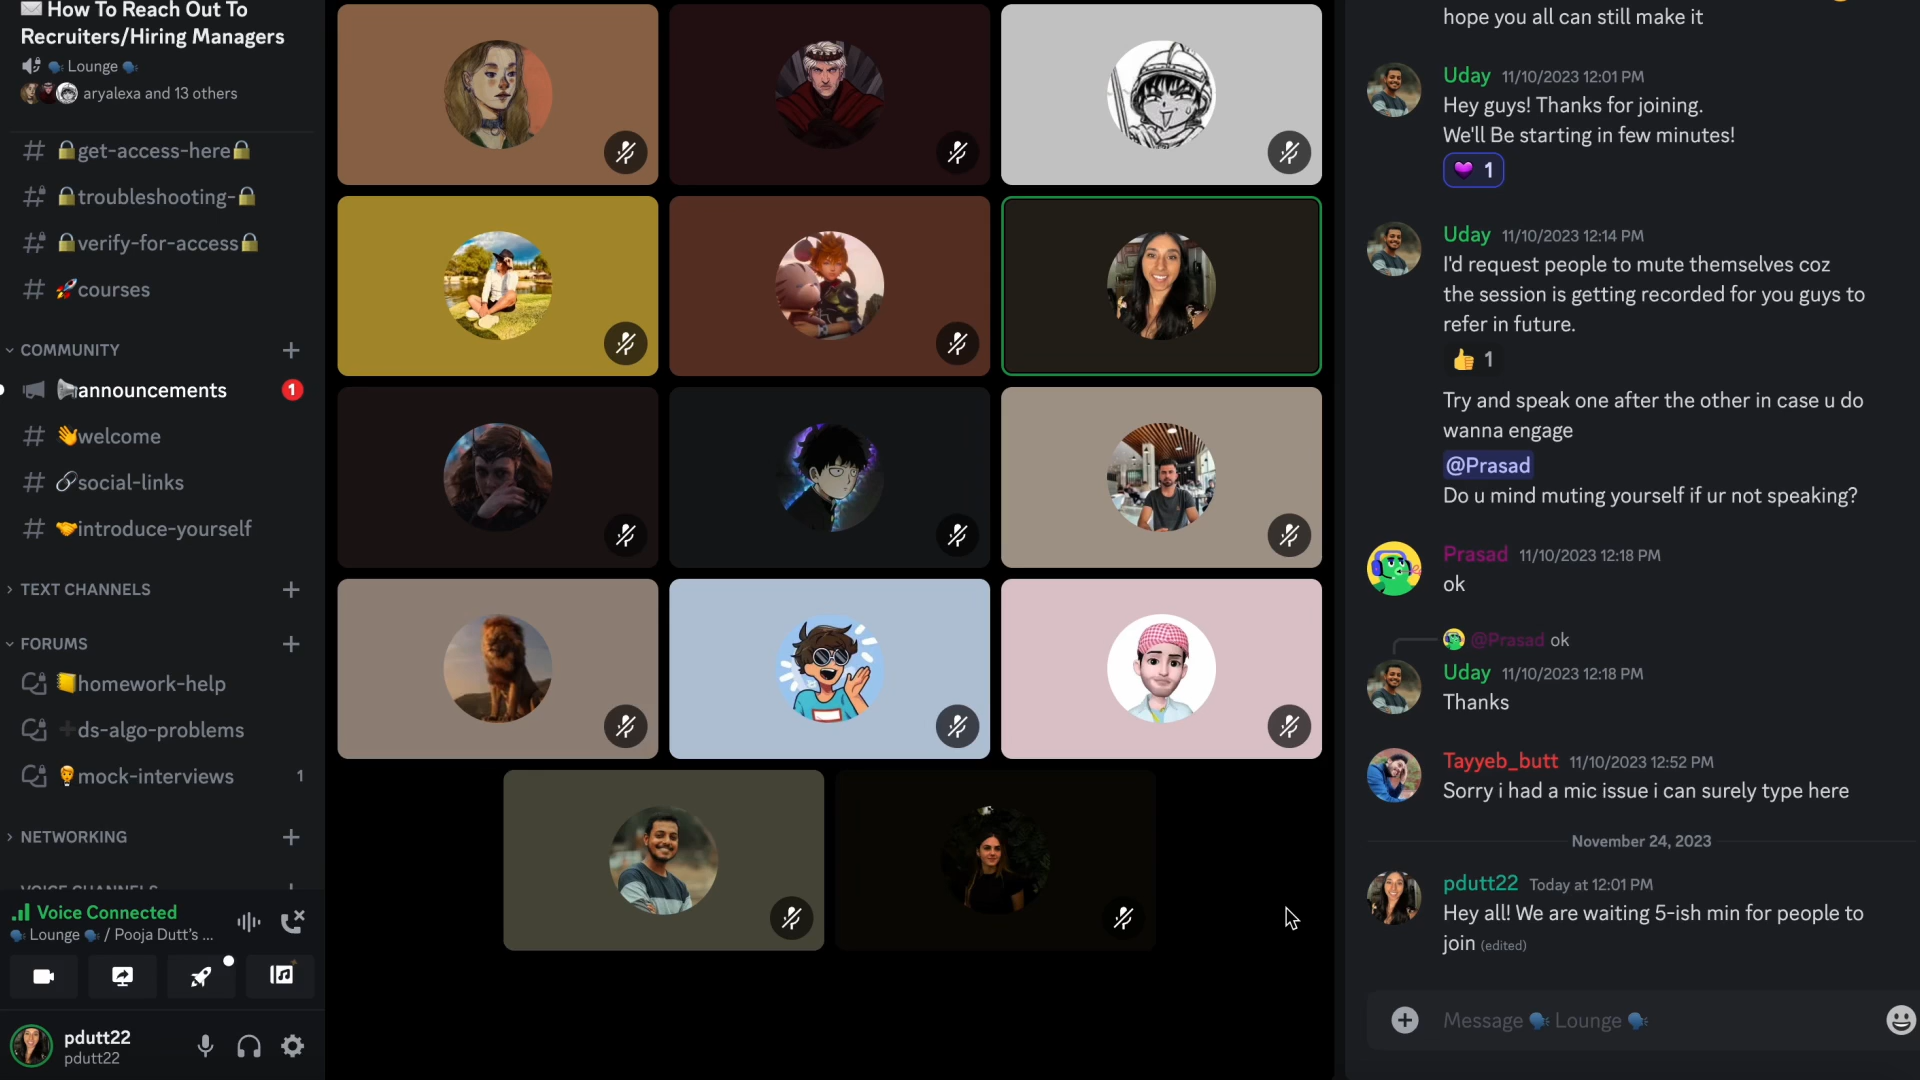 How To Reach Out To
Recruiters/Hiring Managers
Lounge
aryalexa and 13 others
get-access-here
troubleshooting-
verify-for-access
courses
COMMUNITY
announcements
1
welcome
social-links
introduce-yourself
TEXT CHANNELS
FORUMS
homework-help
ds-algo-problems
mock-interviews
1
NETWORKING
VOICE CHANNELS
Voice Connected
Lounge / Pooja Dutt's ...
pdutt22
pdutt22
hope you all can still make it
Uday 11/10/2023 12:01 PM
Hey guys! Thanks for joining.
We'll Be starting in few minutes!
1
Uday 11/10/2023 12:14 PM
I'd request people to mute themselves coz
the session is getting recorded for you guys to
refer in future.
1
Try and speak one after the other in case u do
wanna engage
@Prasad
Do u mind muting yourself if ur not speaking?
Prasad 11/10/2023 12:18 PM
ok
@Prasad ok
Uday 11/10/2023 12:18 PM
Thanks
Tayyeb_butt 11/10/2023 12:52 PM
Sorry i had a mic issue i can surely type here
November 24, 2023
pdutt22 Today at 12:01 PM
Hey all! We are waiting 5-ish min for people to
join (edited)
Message Lounge